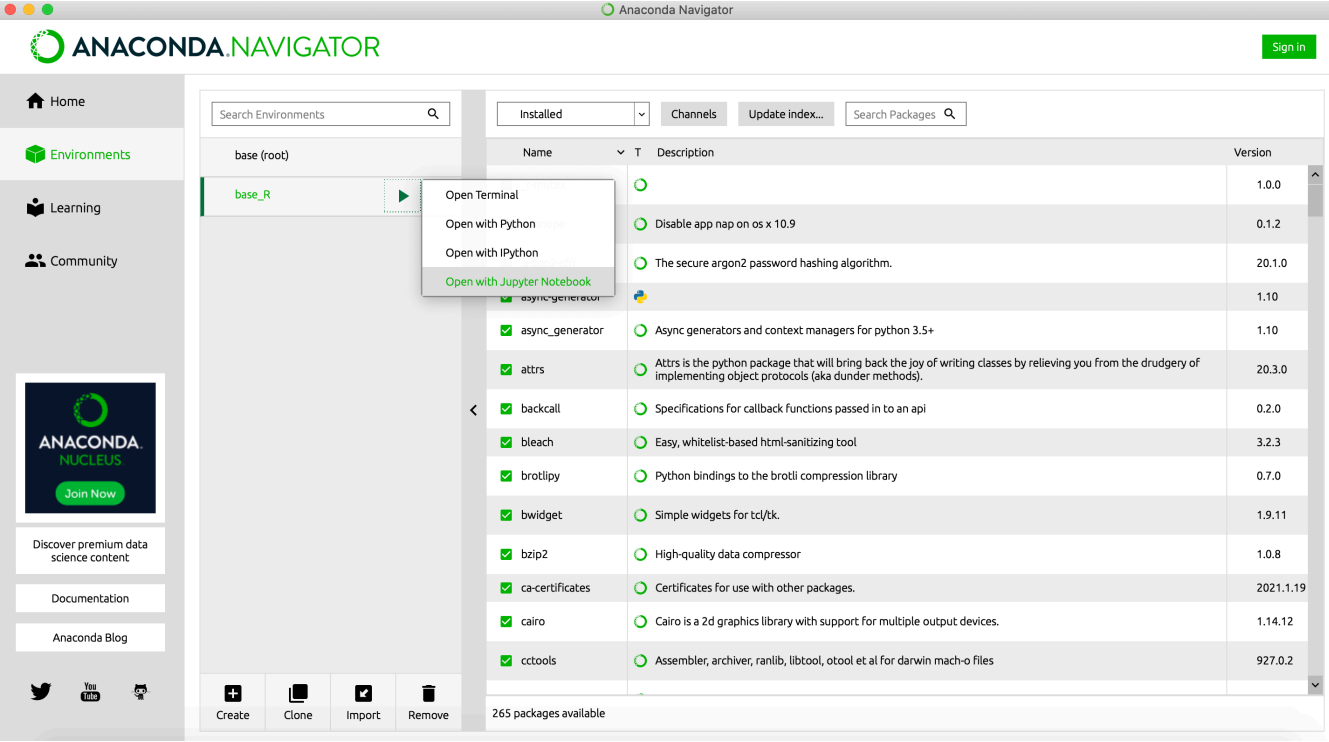 Anaconda Navigator
ANACONDA.NAVIGATOR
Sign in
Home
Environments
Learning
Community
ANACONDA.
NUCLEUS
Join Now
Discover premium data
science content
Documentation
Anaconda Blog
You
Tube
Search Environments
base (root)
base_R
Open Terminal
Open with Python
Open with IPython
Open with Jupyter Notebook
Create
Clone
Import
Remove
Installed
Channels
Update index...
Search Packages
Name T Description Version
1.0.0
Disable app nap on os x 10.9 0.1.2
The secure argon2 password hashing algorithm. 20.1.0
async-generator 1.10
async_generator Async generators and context managers for python 3.5+ 1.10
attrs Attrs is the python package that will bring back the joy of writing classes by relieving you from the drudgery of
implementing object protocols (aka dunder methods). 20.3.0
backcall Specifications for callback functions passed in to an api 0.2.0
bleach Easy, whitelist-based html-sanitizing tool 3.2.3
brotlipy Python bindings to the brotli compression library 0.7.0
bwidget Simple widgets for tcl/tk. 1.9.11
bzip2 High-quality data compressor 1.0.8
ca-certificates Certificates for use with other packages. 2021.1.19
cairo Cairo is a 2d graphics library with support for multiple output devices. 1.14.12
cctools Assembler, archiver, ranlib, libtool, otool et al for darwin mach-o files 927.0.2
265 packages available